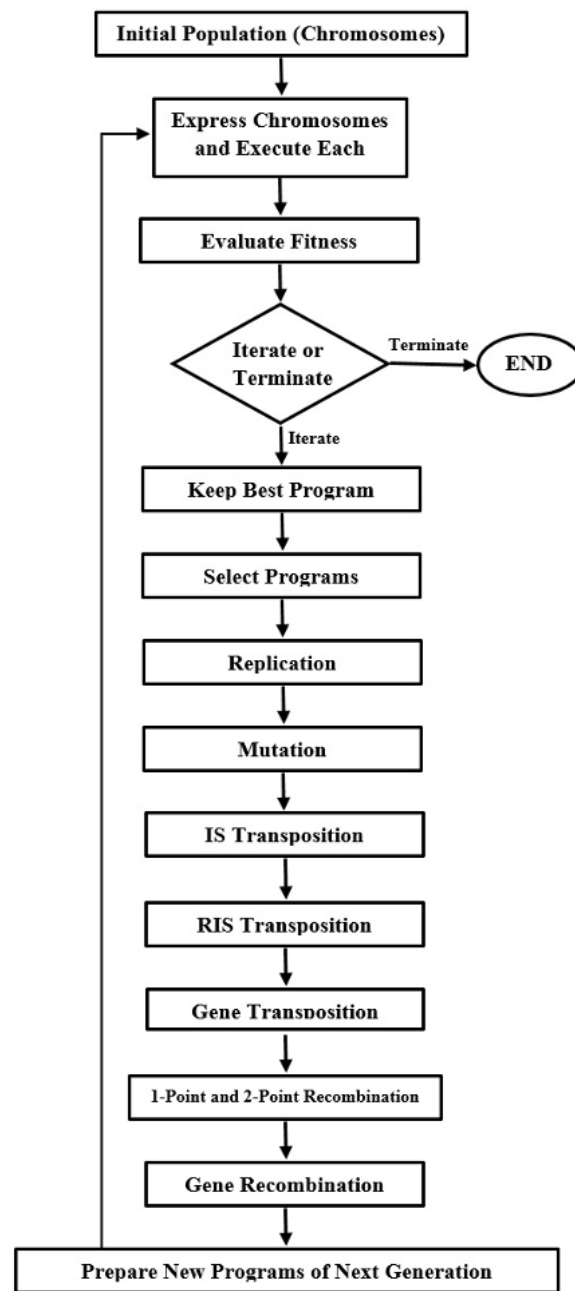 Initial Population (Chromosomes)
Express Chromosomes
and Execute Each
Evaluate Fitness
Iterate or
Terminate
Terminate
END
Iterate
Keep Best Program
Select Programs
Replication
Mutation
IS Transposition
RIS Transposition
Gene Transposition
1-Point and 2-Point Recombination
Gene Recombination
Prepare New Programs of Next Generation